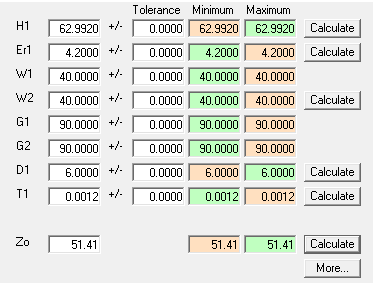 Tolerance Minimum Maximum
H1 62.9920 +/- 0.0000 62.9920 62.9920 Calculate
Er1 4.2000 +/- 0.0000 4.2000 4.2000 Calculate
W1 40.0000 +/- 0.0000 40.0000 40.0000
W2 40.0000 +/- 0.0000 40.0000 40.0000 Calculate
G1 90.0000 +/- 0.0000 90.0000 90.0000
G2 90.0000 +/- 0.0000 90.0000 90.0000
D1 6.0000 +/- 0.0000 6.0000 6.0000 Calculate
T1 0.0012 +/- 0.0000 0.0012 0.0012 Calculate
Zo 51.41 51.41 51.41 Calculate
More...